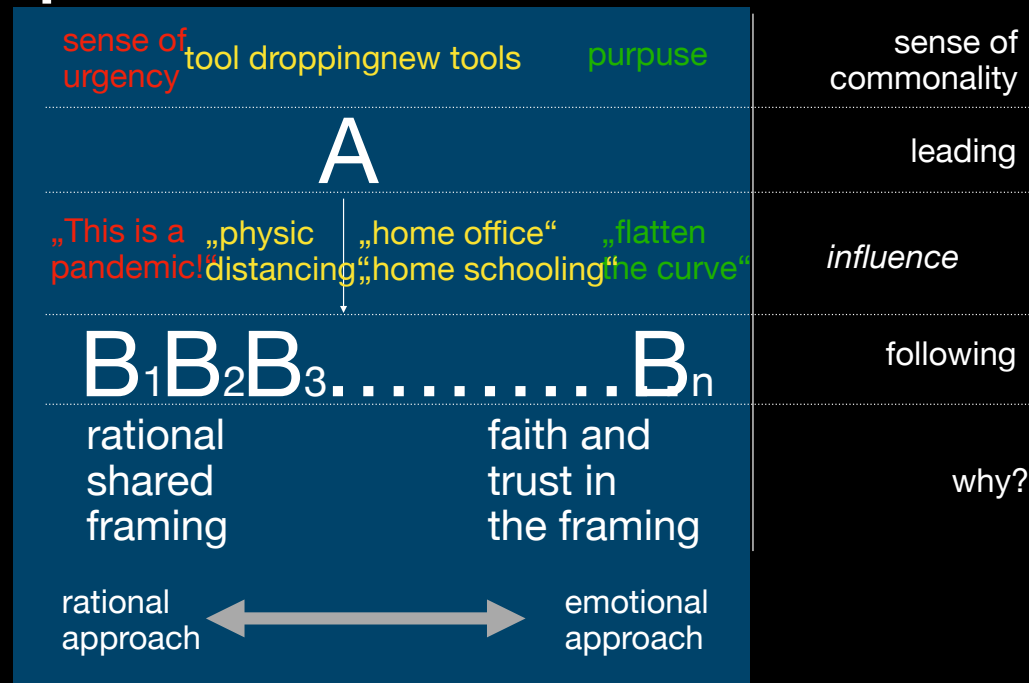 sense of
urgency
tool droppingnew tools
purpuse
sense of
commonality
A
leading
„This is a
pandemic!“
„physic
distancing“
„home office“
„home schooling“
„flatten
the curve“
influence
B1B2B3..........Bn
following
rational
shared
framing
faith and
trust in
the framing
why?
rational
approach
emotional
approach